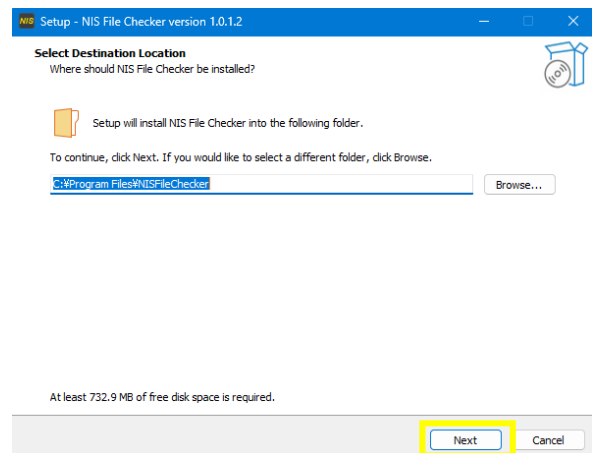 NIS Setup - NIS File Checker version 1.0.1.2
Select Destination Location
Where should NIS File Checker be installed?
Setup will install NIS File Checker into the following folder.
To continue, click Next. If you would like to select a different folder, click Browse.
C:¥Program Files¥NISFileChecker
Browse...
At least 732.9 MB of free disk space is required.
Next
Cancel